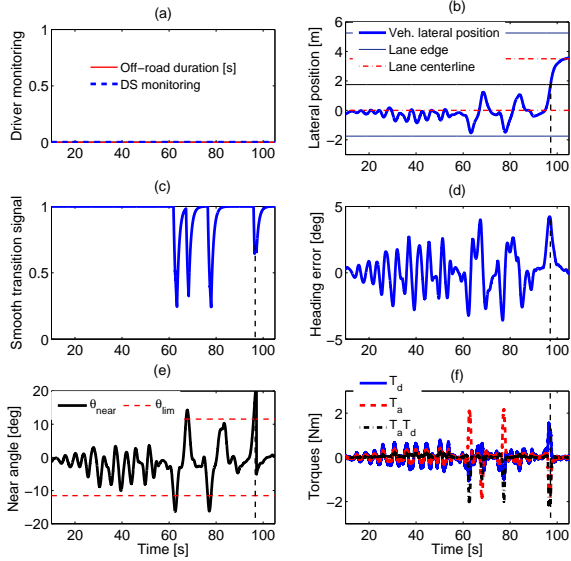 (a)
Driver monitoring
1
0.5
0
Off-road duration [s]
DS monitoring
20 40 60 80 100
(b)
Lateral position [m]
6
4
2
0
−2
Veh. lateral position
Lane edge
Lane centerline
20 40 60 80 100
(c)
Smooth transition signal
1
0.5
0
20 40 60 80 100
(d)
Heading error [deg]
5
0
−5
20 40 60 80 100
(e)
Near angle [deg]
20
10
0
−10
−20
θnear
θlim
20 40 60 80 100
Time [s]
(f)
Torques [Nm]
2
0
−2
Td
Ta
TaTd
20 40 60 80 100
Time [s]